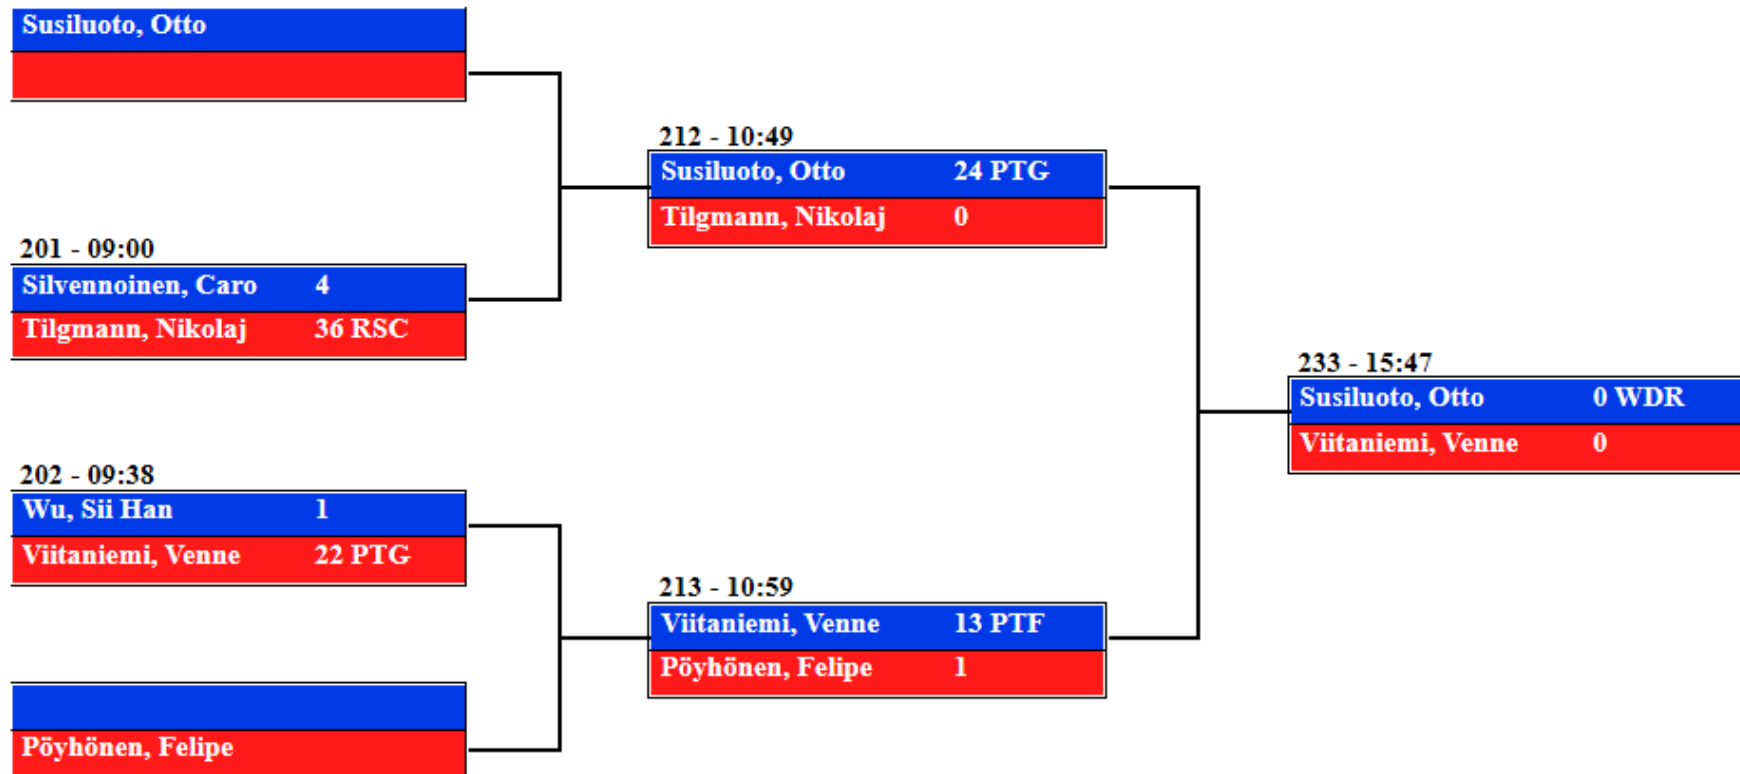 Susiluoto, Otto
201 - 09:00
Silvennoinen, Caro 4
Tilgmann, Nikolaj 36 RSC
202 - 09:38
Wu, Sii Han 1
Viitaniemi, Venne 22 PTG
Pöyhönen, Felipe
212 - 10:49
Susiluoto, Otto 24 PTG
Tilgmann, Nikolaj 0
213 - 10:59
Viitaniemi, Venne 13 PTF
Pöyhönen, Felipe 1
233 - 15:47
Susiluoto, Otto 0 WDR
Viitaniemi, Venne 0